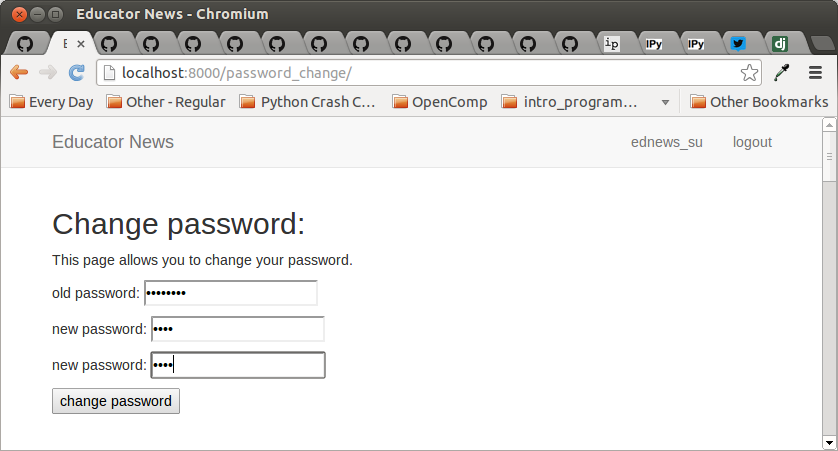 Educator News - Chromium
E
ip
IPy
IPy
dj
localhost:8000/password_change/
Every Day
Other - Regular
Python Crash C...
OpenComp
intro_program...
Other Bookmarks
Educator News
ednews_su
logout
Change password:
This page allows you to change your password.
old password: ••••••••
new password: ••••
new password: ••••
change password